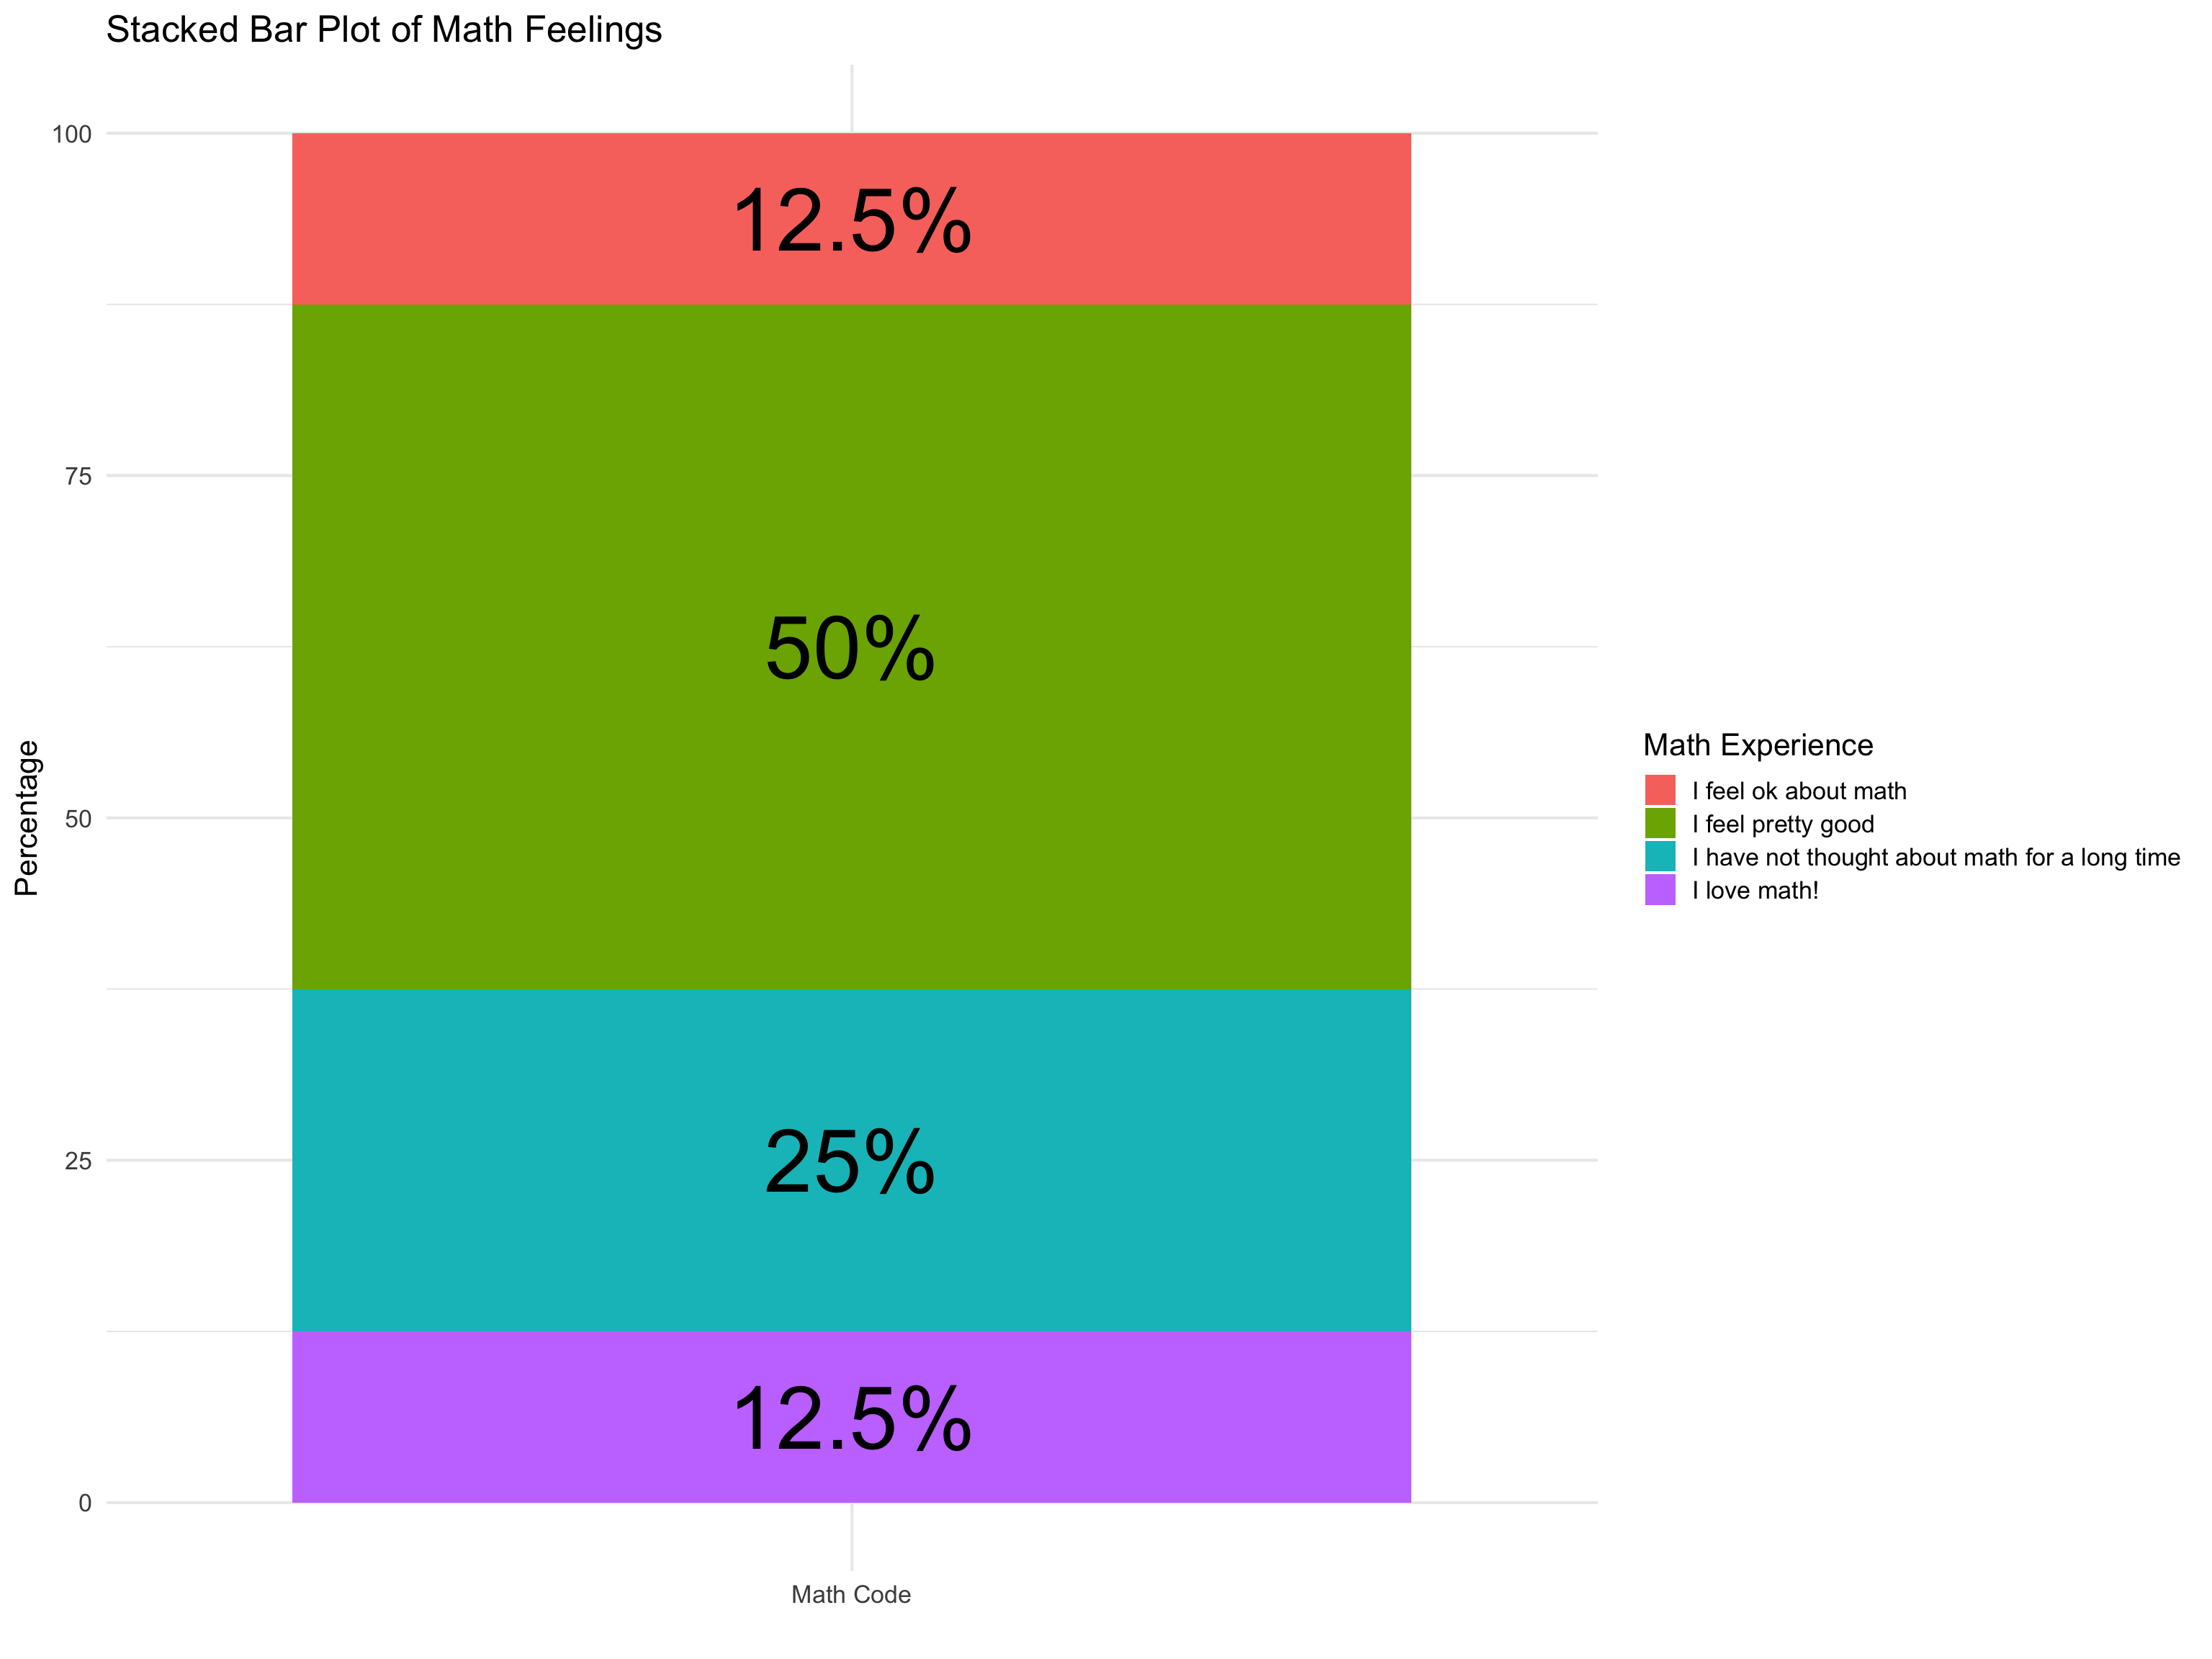 Stacked Bar Plot of Math Feelings
100
75
50
25
0
Percentage
12.5%
50%
25%
12.5%
Math Code
Math Experience
I feel ok about math
I feel pretty good
I have not thought about math for a long time
I love math!